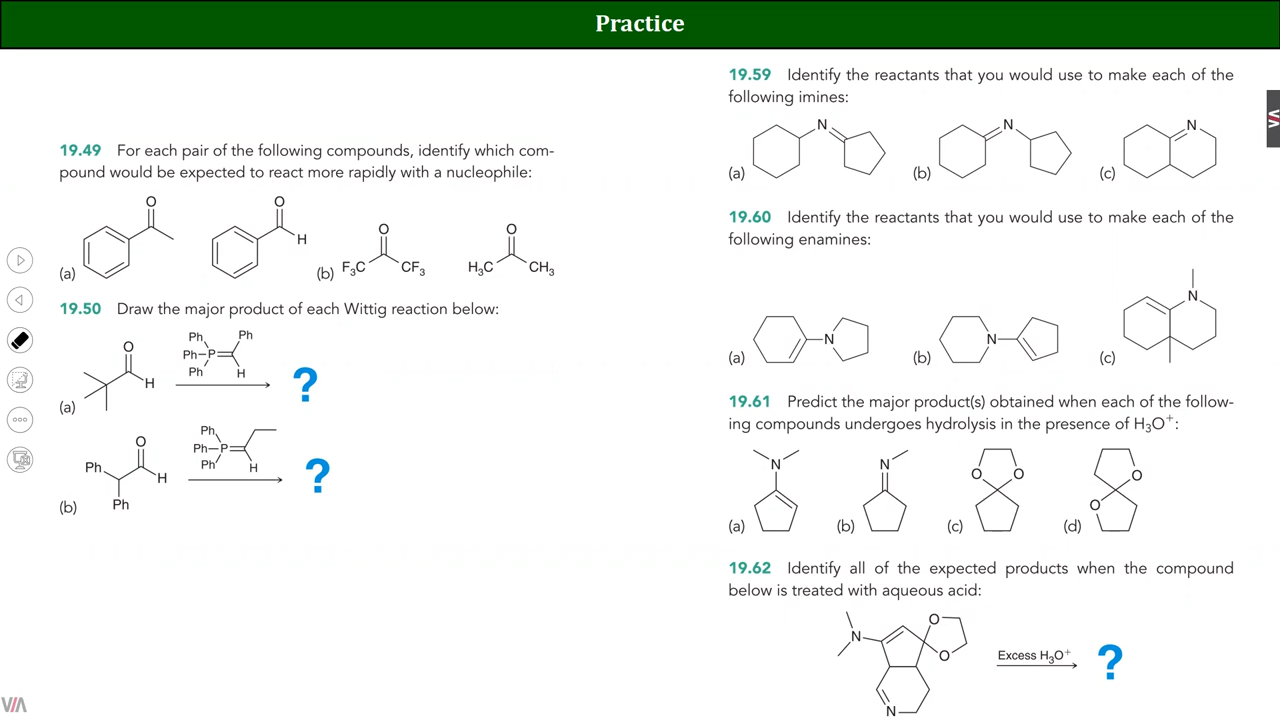 Practice
19.49 For each pair of the following compounds, identify which com-
pound would be expected to react more rapidly with a nucleophile:
O
O
H
O
O
(a)
(b)
F₃C
CF₃
H₃C
CH₃
19.50 Draw the major product of each Wittig reaction below:
O
H
Ph
Ph
Ph–P
Ph
H
?
(a)
O
H
Ph
Ph
Ph
Ph–P
Ph
H
?
(b)
19.59 Identify the reactants that you would use to make each of the
following imines:
N
N
N
(a)
(b)
(c)
19.60 Identify the reactants that you would use to make each of the
following enamines:
N
N
N
(a)
(b)
(c)
19.61 Predict the major product(s) obtained when each of the follow-
ing compounds undergoes hydrolysis in the presence of H₃O⁺:
N
N
O
O
O
O
(a)
(b)
(c)
(d)
19.62 Identify all of the expected products when the compound
below is treated with aqueous acid:
N
O
O
N
Excess H₃O⁺
?
VIA